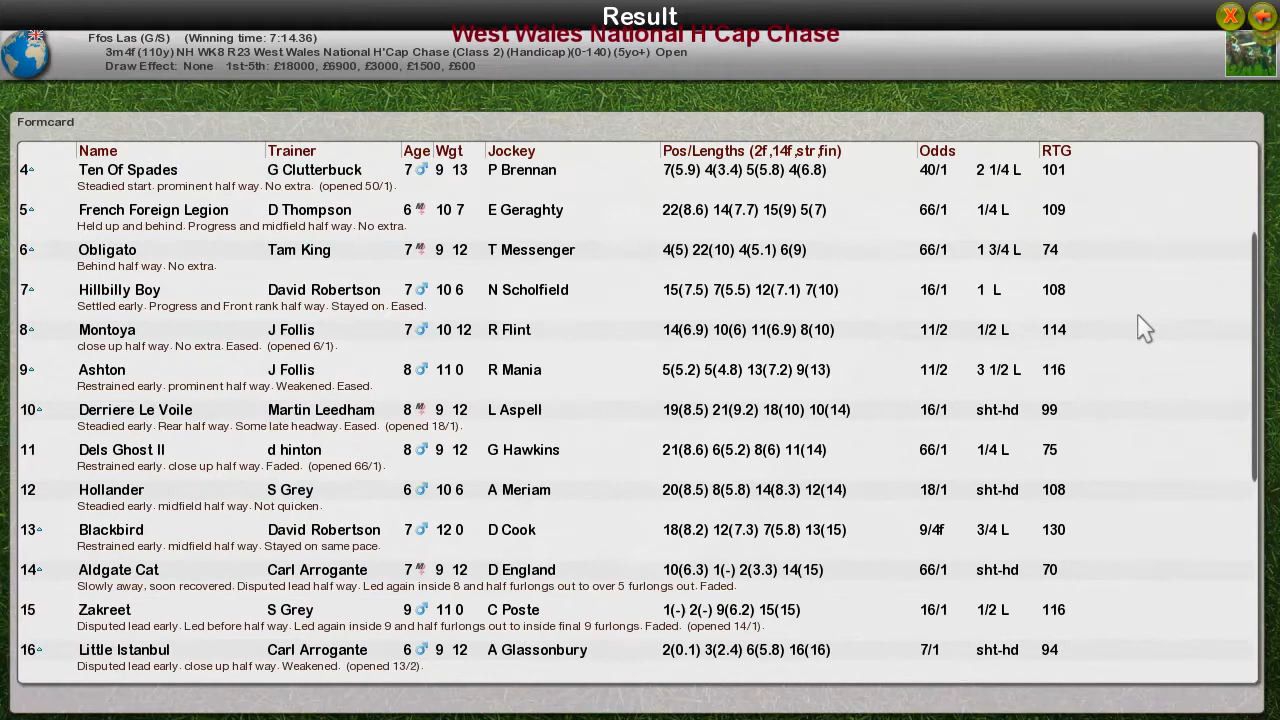 Result
West Wales National H'Cap Chase
Ffos Las (G/S) (Winning time: 7:14.36)
3m4f (110y) NH WK8 R23 West Wales National H'Cap Chase (Class 2) (Handicap)(0-140) (5yo+) Open
Draw Effect: None 1st-5th: £18000, £6900, £3000, £1500, £600
Formcard
Name Trainer Age Wgt Jockey Pos/Lengths (2f,14f,str,fin) Odds RTG
4 Ten Of Spades G Clutterbuck 7 9 13 P Brennan 7(5.9) 4(3.4) 5(5.8) 4(6.8) 40/1 2 1/4 L 101
Steadied start. prominent half way. No extra. (opened 50/1).
5 French Foreign Legion D Thompson 6 10 7 E Geraghty 22(8.6) 14(7.7) 15(9) 5(7) 66/1 1/4 L 109
Held up and behind. Progress and midfield half way. No extra.
6 Obligato Tam King 7 9 12 T Messenger 4(5) 22(10) 4(5.1) 6(9) 66/1 1 3/4 L 74
Behind half way. No extra.
7 Hillbilly Boy David Robertson 7 10 6 N Scholfield 15(7.5) 7(5.5) 12(7.1) 7(10) 16/1 1 L 108
Settled early. Progress and Front rank half way. Stayed on. Eased.
8 Montoya J Follis 7 10 12 R Flint 14(6.9) 10(6) 11(6.9) 8(10) 11/2 1/2 L 114
close up half way. No extra. Eased. (opened 6/1).
9 Ashton J Follis 8 11 0 R Mania 5(5.2) 5(4.8) 13(7.2) 9(13) 11/2 3 1/2 L 116
Restrained early. prominent half way. Weakened. Eased.
10 Derriere Le Voile Martin Leedham 8 9 12 L Aspell 19(8.5) 21(9.2) 18(10) 10(14) 16/1 sht-hd 99
Steadied early. Rear half way. Some late headway. Eased. (opened 18/1).
11 Dels Ghost II d hinton 8 9 12 G Hawkins 21(8.6) 6(5.2) 8(6) 11(14) 66/1 1/4 L 75
Restrained early. close up half way. Faded. (opened 66/1).
12 Hollander S Grey 6 10 6 A Meriam 20(8.5) 8(5.8) 14(8.3) 12(14) 18/1 sht-hd 108
Steadied early. midfield half way. Not quicken.
13 Blackbird David Robertson 7 12 0 D Cook 18(8.2) 12(7.3) 7(5.8) 13(15) 9/4f 3/4 L 130
Restrained early. midfield half way. Stayed on same pace.
14 Aldgate Cat Carl Arrogante 7 9 12 D England 10(6.3) 1(-) 2(3.3) 14(15) 66/1 sht-hd 70
Slowly away, soon recovered. Disputed lead half way. Led again inside 8 and half furlongs out to over 5 furlongs out. Faded.
15 Zakreet S Grey 9 11 0 C Poste 1(-) 2(-) 9(6.2) 15(15) 16/1 1/2 L 116
Disputed lead early. Led before half way. Led again inside 9 and half furlongs out to inside final 9 furlongs. Faded. (opened 14/1).
16 Little Istanbul Carl Arrogante 6 9 12 A Glassonbury 2(0.1) 3(2.4) 6(5.8) 16(16) 7/1 sht-hd 94
Disputed lead early. close up half way. Weakened. (opened 13/2).